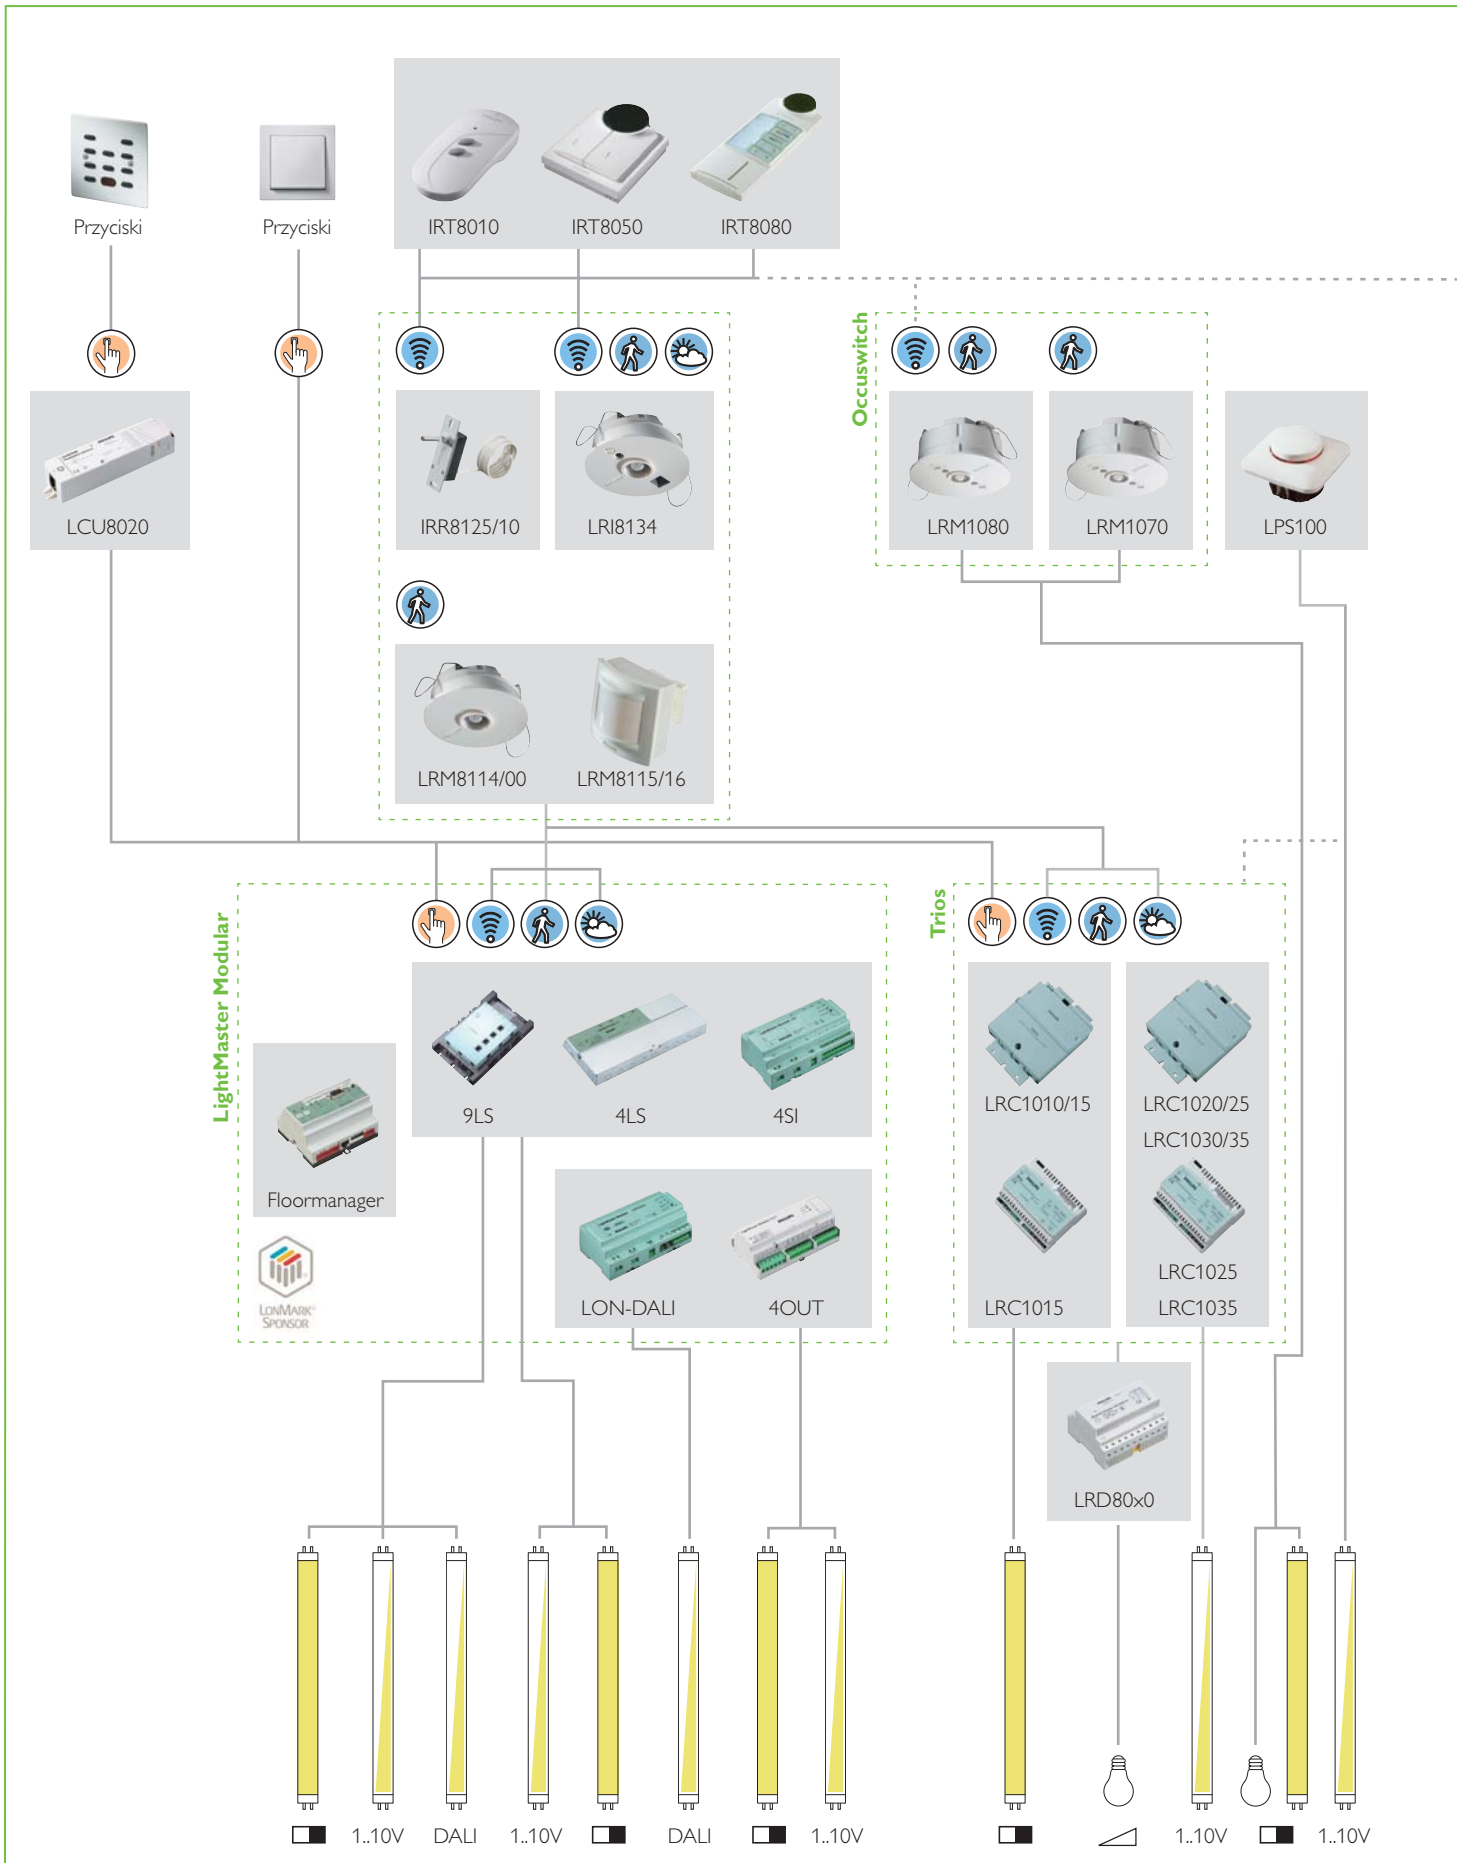 Przyciski
Przyciski
IRT8010
IRT8050
IRT8080
Occuswitch
LCU8020
IRR8125/10
LRI8134
LRM1080
LRM1070
LPS100
LRM8114/00
LRM8115/16
LightMaster Modular
Trios
9LS
4LS
4SI
LRC1010/15
LRC1020/25
LRC1030/35
Floormanager
LON-DALI
4OUT
LRC1015
LRC1025
LRC1035
LONMARK®
SPONSOR
LRD80x0
1..10V
DALI
1..10V
DALI
1..10V
1..10V
1..10V